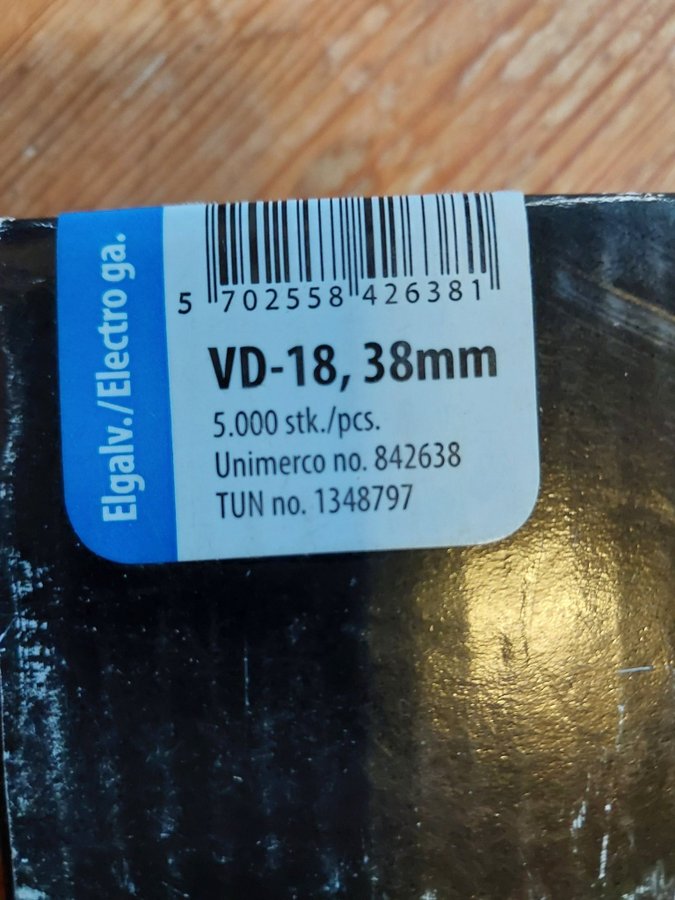 Elgalv./Electro ga.
5 702558 426381
VD-18, 38mm
5.000 stk./pcs.
Unimerco no. 842638
TUN no. 1348797